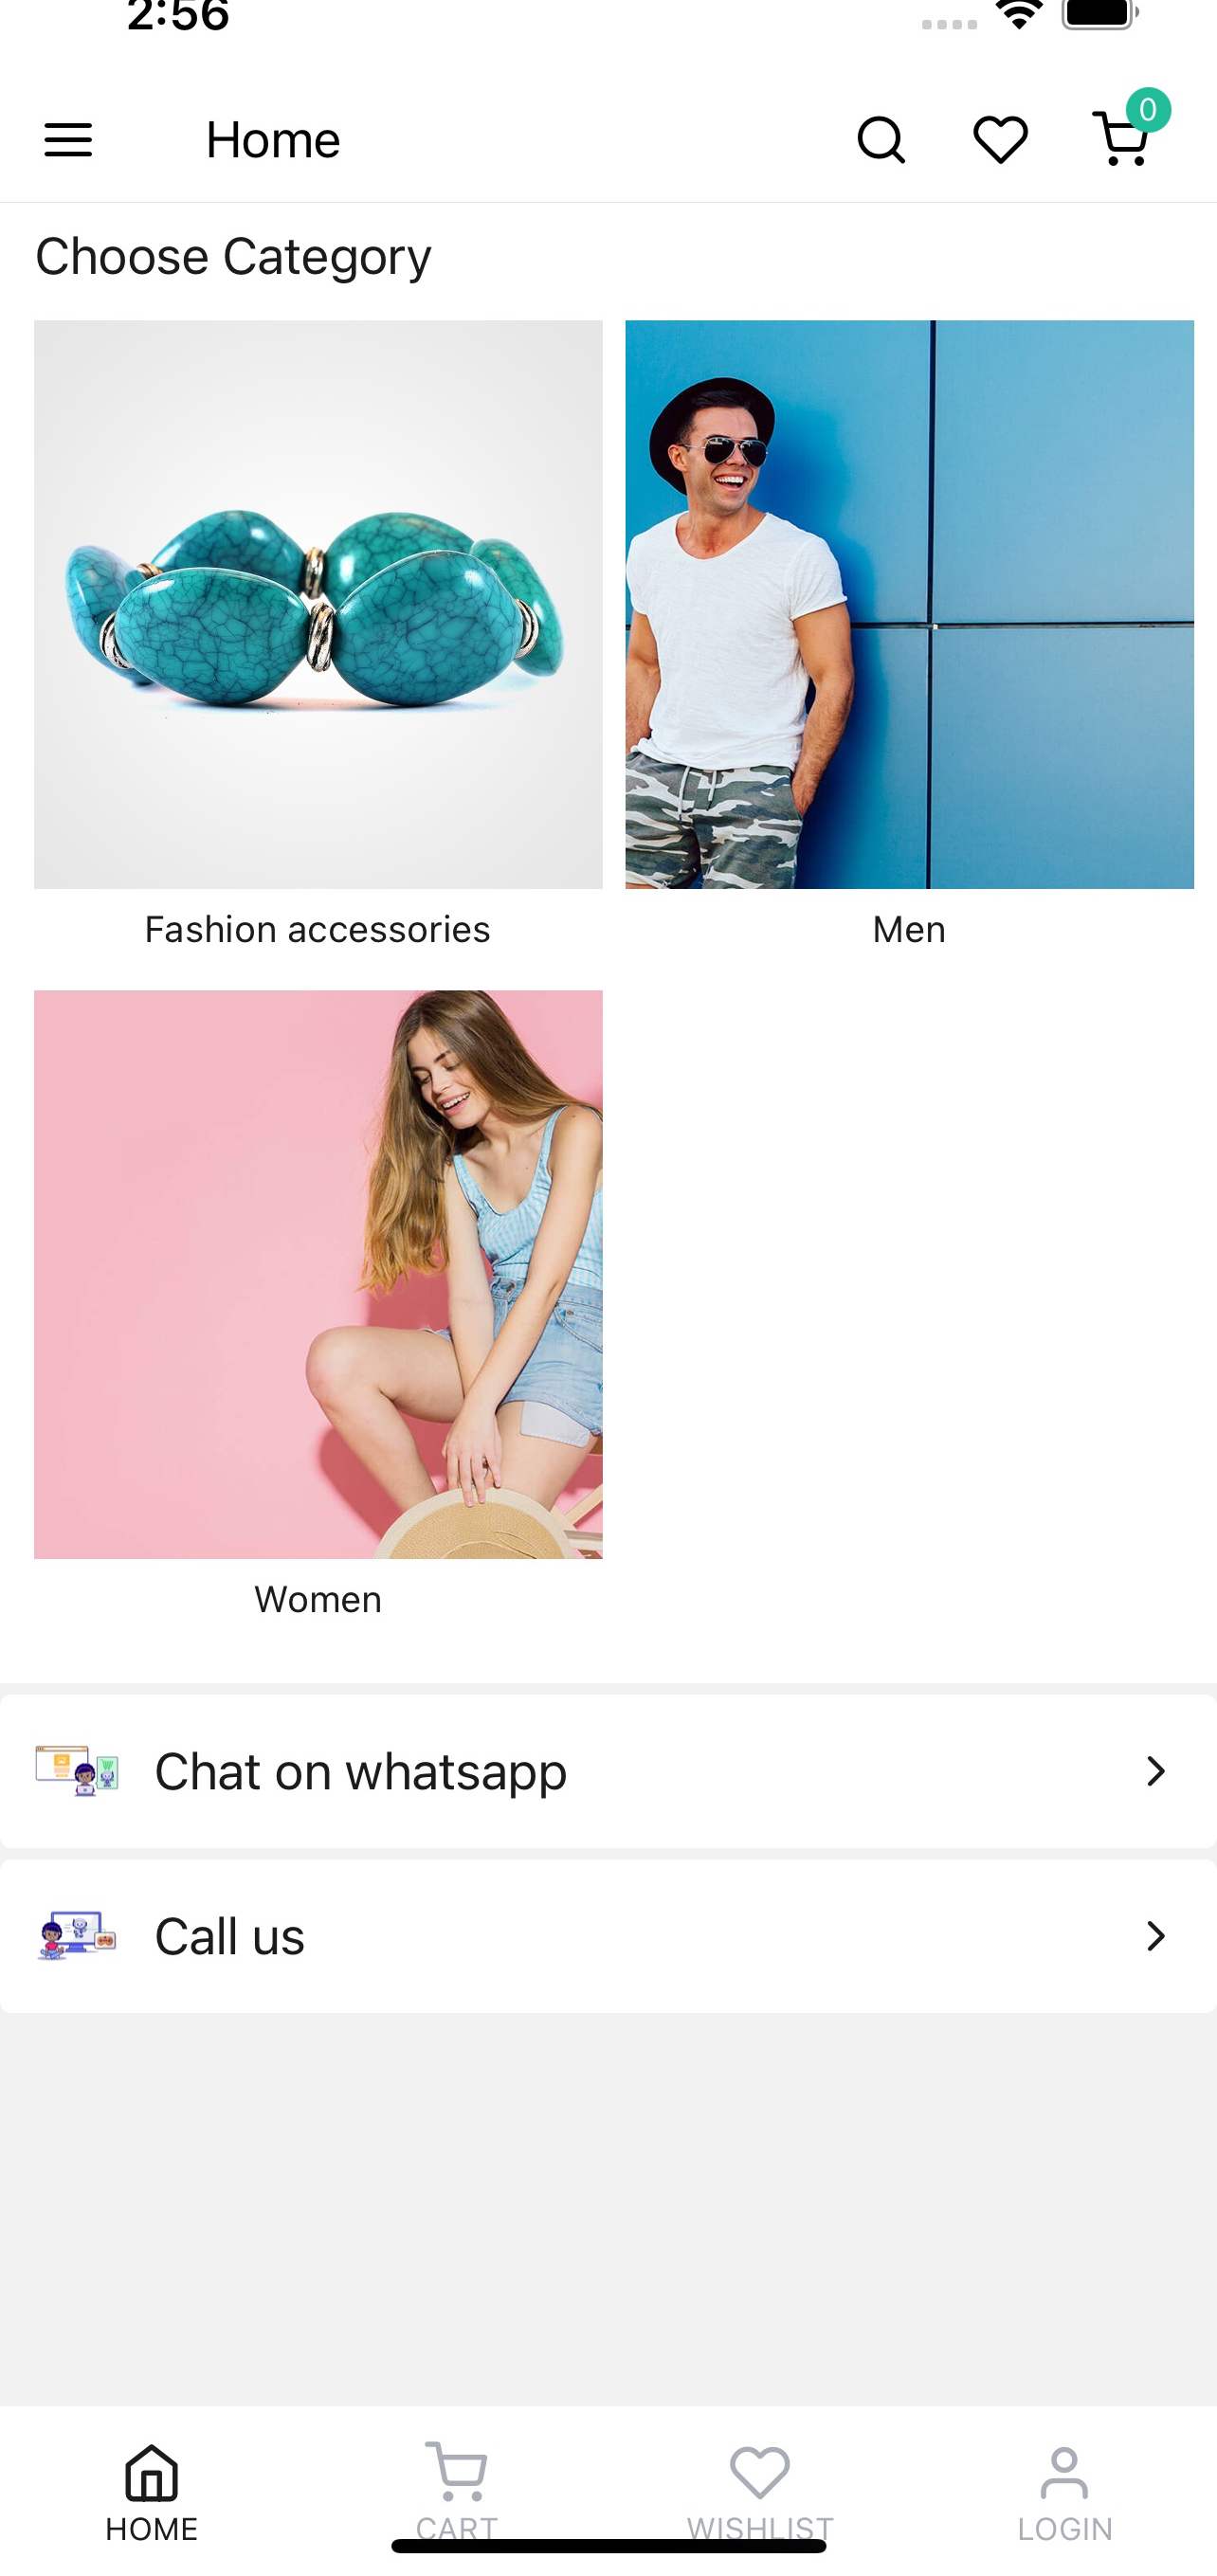 2:56
Home
0
Choose Category
Fashion accessories
Men
Women
Chat on whatsapp
Call us
HOME
CART
WISHLIST
LOGIN